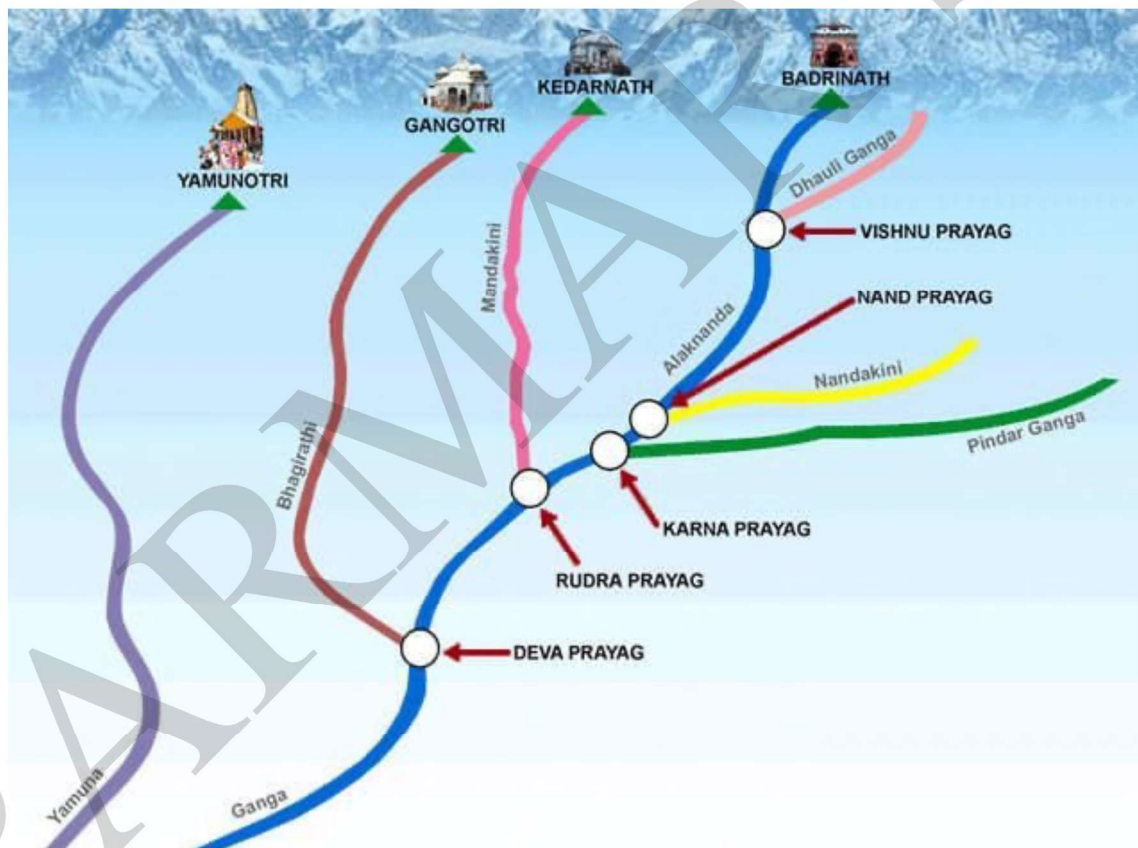 KEDARNATH
BADRINATH
GANGOTRI
YAMUNOTRI
Dhauli Ganga
VISHNU PRAYAG
Mandakini
NAND PRAYAG
Alaknanda
Nandakini
Pindar Ganga
Bhagirathi
KARNA PRAYAG
RUDRA PRAYAG
DEVA PRAYAG
Yamuna
Ganga
PARMAR